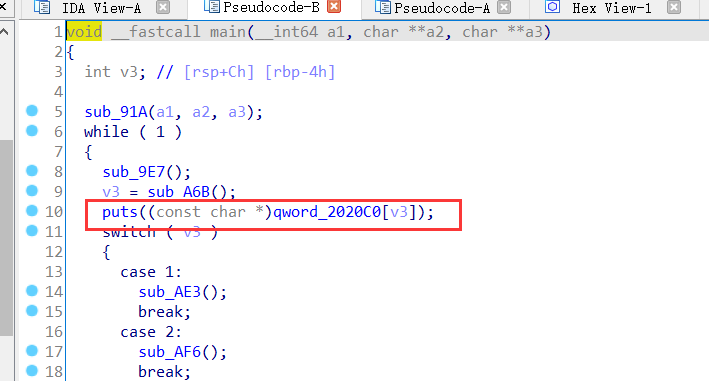 IDA View-A Pseudocode-B Pseudocode-A Hex View-1
1 void __fastcall main(__int64 a1, char **a2, char **a3)
2 {
3 int v3; // [rsp+Ch] [rbp-4h]
4
5 sub_91A(a1, a2, a3);
6 while ( 1 )
7 {
8 sub_9E7();
9 v3 = sub_A6B();
10 puts((const char *)qword_2020C0[v3]);
11 switch ( v3 )
12 {
13 case 1:
14 sub_AE3();
15 break;
16 case 2:
17 sub_AF6();
18 break;